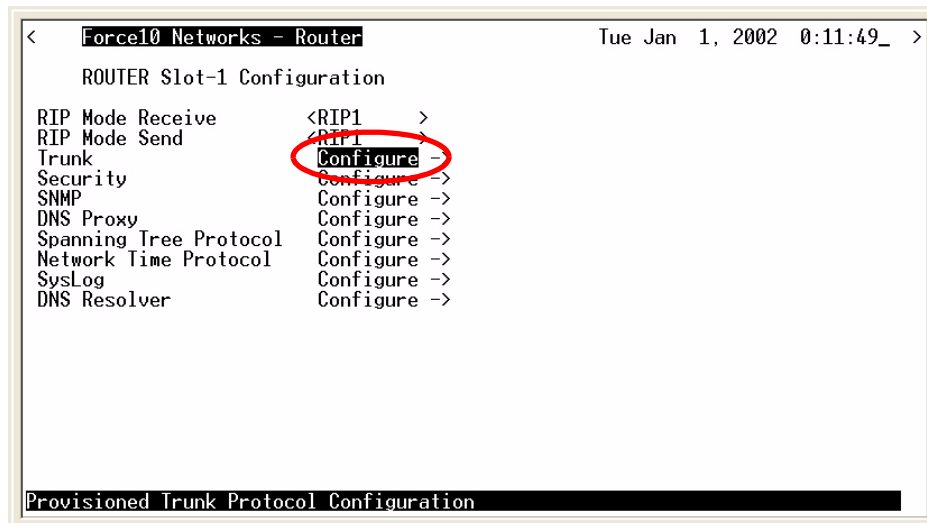 < Force10 Networks - Router Tue Jan 1, 2002 0:11:49_ >
ROUTER Slot-1 Configuration
RIP Mode Receive <RIP1 >
RIP Mode Send <RIP1 >
Trunk Configure ->
Security Configure ->
SNMP Configure ->
DNS Proxy Configure ->
Spanning Tree Protocol Configure ->
Network Time Protocol Configure ->
SysLog Configure ->
DNS Resolver Configure ->
Provisioned Trunk Protocol Configuration